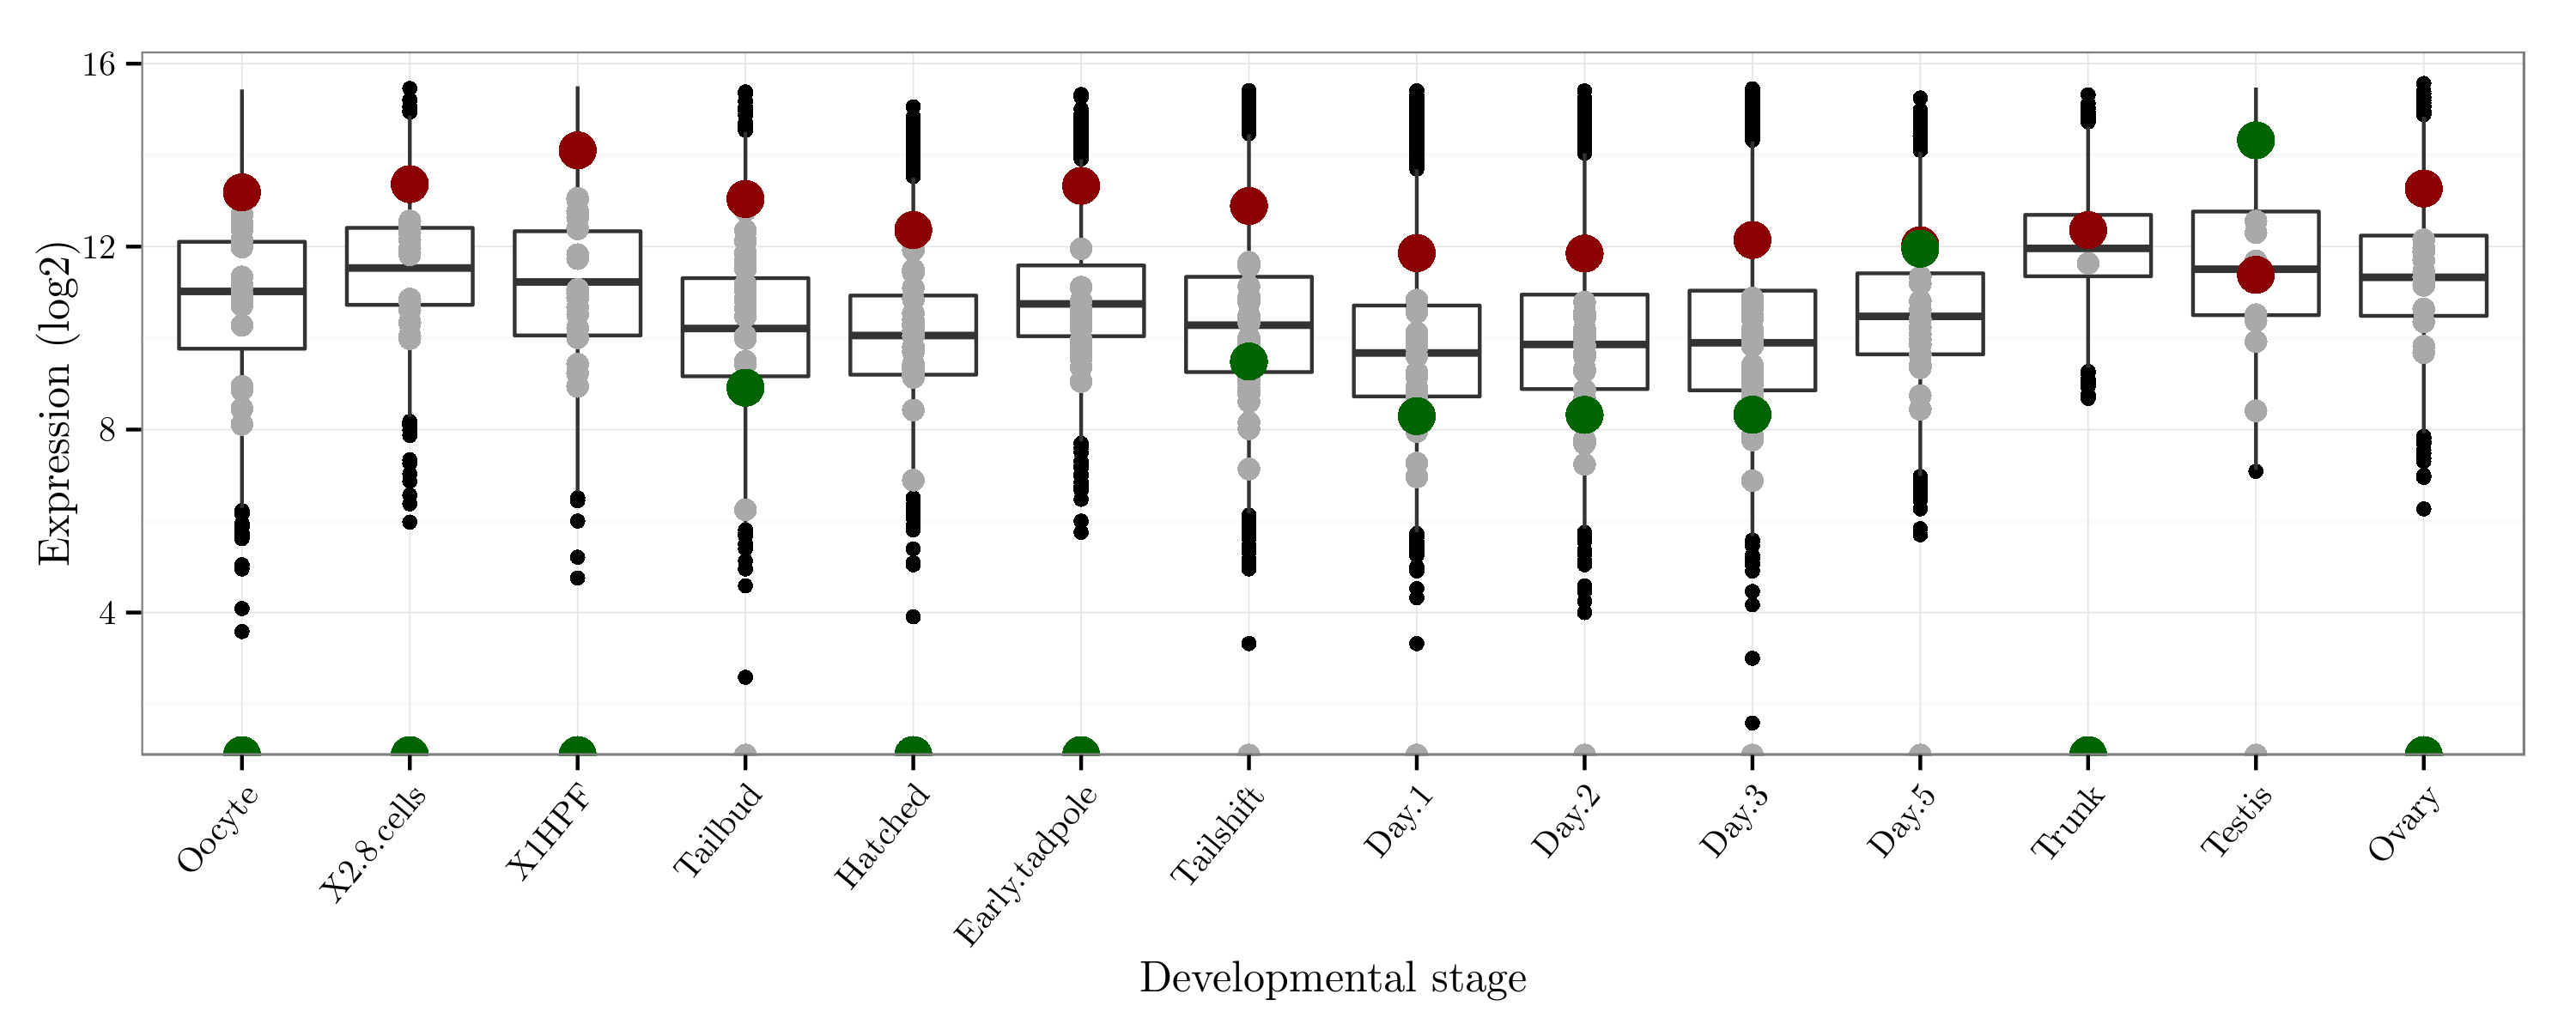 Expression (log2)
16
12
8
4
Oocyte
X2.8.cells
X1HPF
Tailbud
Hatched
Early.tadpole
Tailshift
Day.1
Day.2
Day.3
Day.5
Trunk
Testis
Ovary
Developmental stage